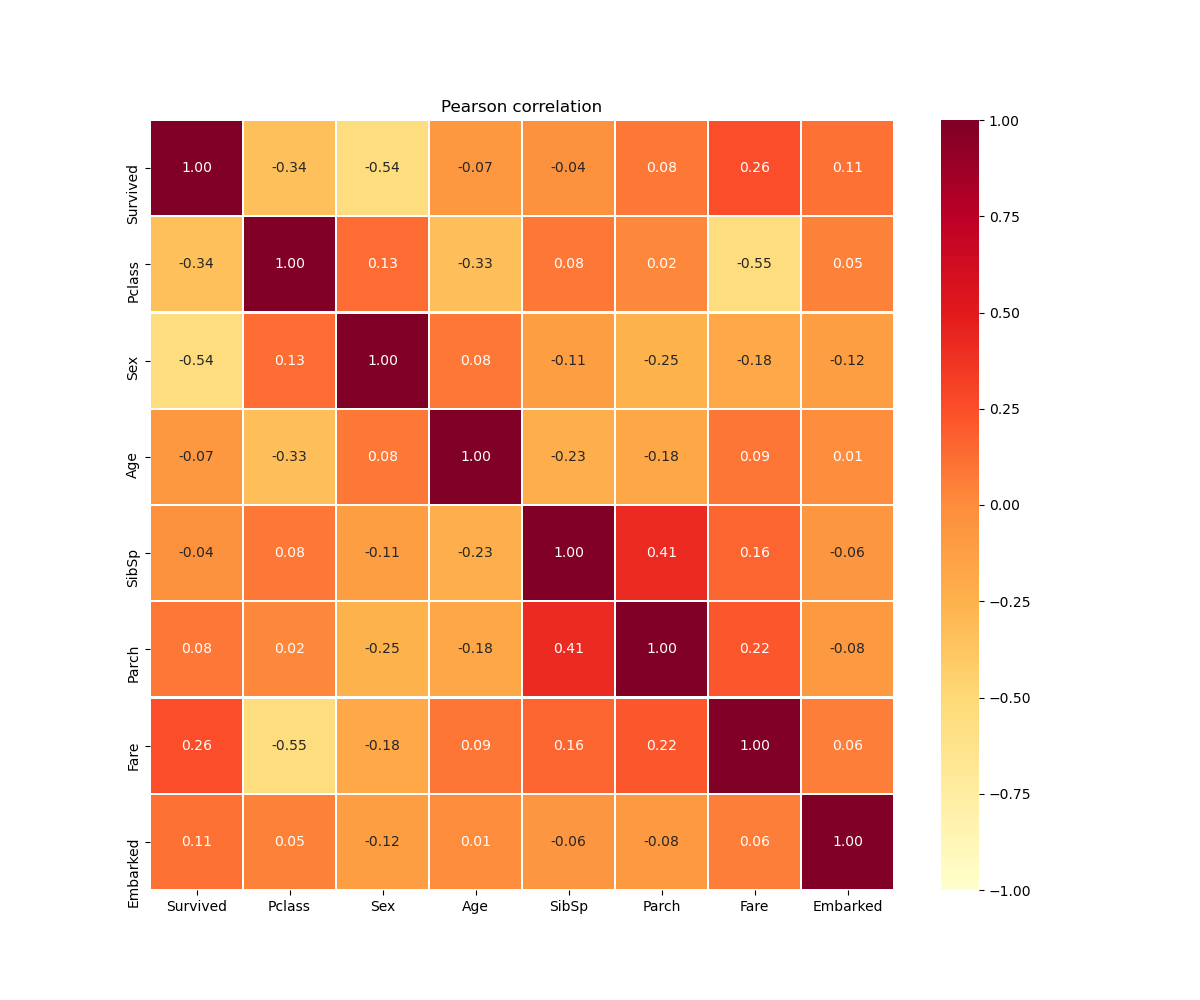 Pearson correlation
Survived 1.00 -0.34 -0.54 -0.07 -0.04 0.08 0.26 0.11
Pclass -0.34 1.00 0.13 -0.33 0.08 0.02 -0.55 0.05
Sex -0.54 0.13 1.00 0.08 -0.11 -0.25 -0.18 -0.12
Age -0.07 -0.33 0.08 1.00 -0.23 -0.18 0.09 0.01
SibSp -0.04 0.08 -0.11 -0.23 1.00 0.41 0.16 -0.06
Parch 0.08 0.02 -0.25 -0.18 0.41 1.00 0.22 -0.08
Fare 0.26 -0.55 -0.18 0.09 0.16 0.22 1.00 0.06
Embarked 0.11 0.05 -0.12 0.01 -0.06 -0.08 0.06 1.00
Survived Pclass Sex Age SibSp Parch Fare Embarked
1.00
0.75
0.50
0.25
0.00
−0.25
−0.50
−0.75
−1.00